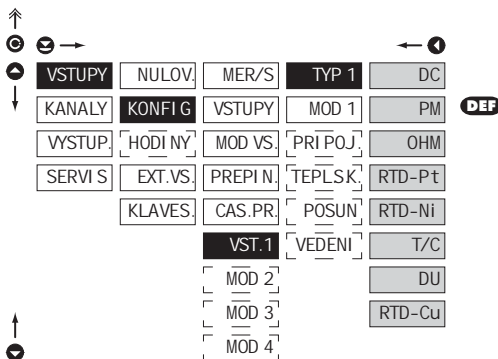 VSTUPY NULOV. MER/S TYP 1 DC
KANALY KONFIG VSTUPY MOD 1 PM DEF
VYSTUP. HODINY MOD VS. PRIPOJ. OHM
SERVIS EXT.VS. PREPIN. TEPL.S.K. RTD-Pt
KLAVES. CAS.PR. POSUN RTD-Ni
VST.1 VEDENI T/C
MOD 2 DU
MOD 3 RTD-Cu
MOD 4